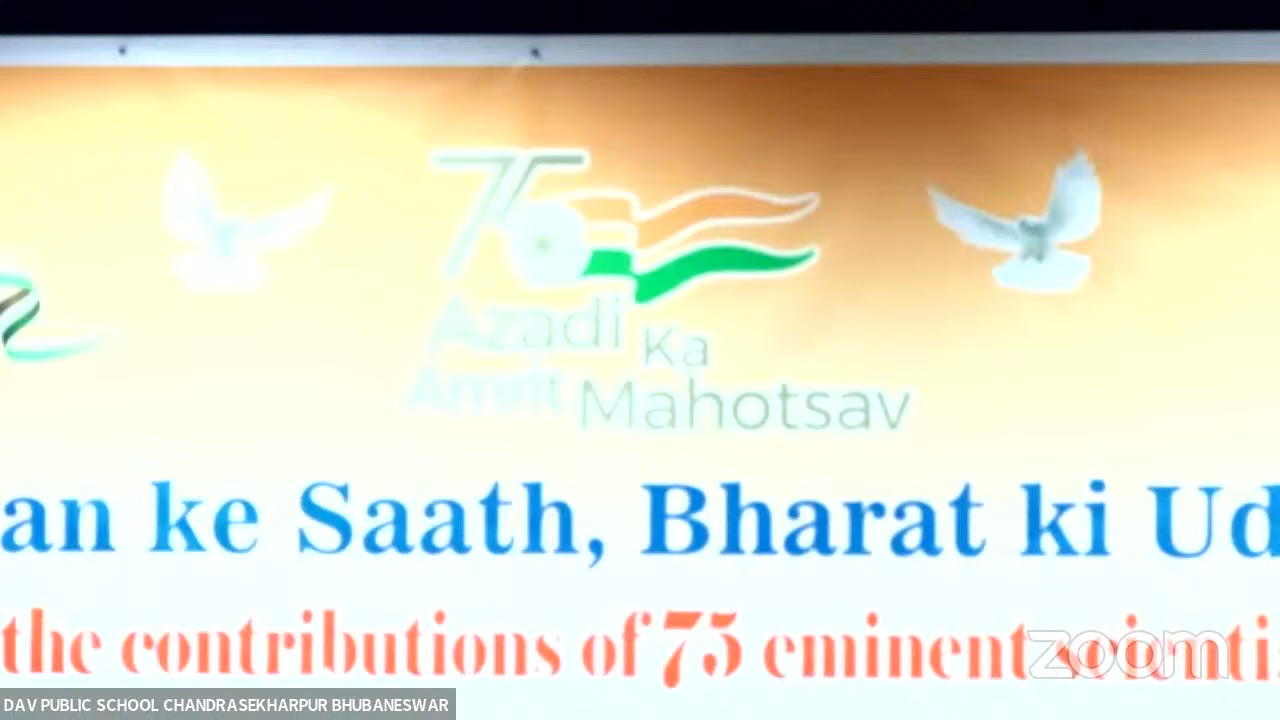 75
Azadi Ka
Amrit Mahotsav
an ke Saath, Bharat ki Ud
the contributions of 75 eminent scientis
zoom
DAV PUBLIC SCHOOL CHANDRASEKHARPUR BHUBANESWAR